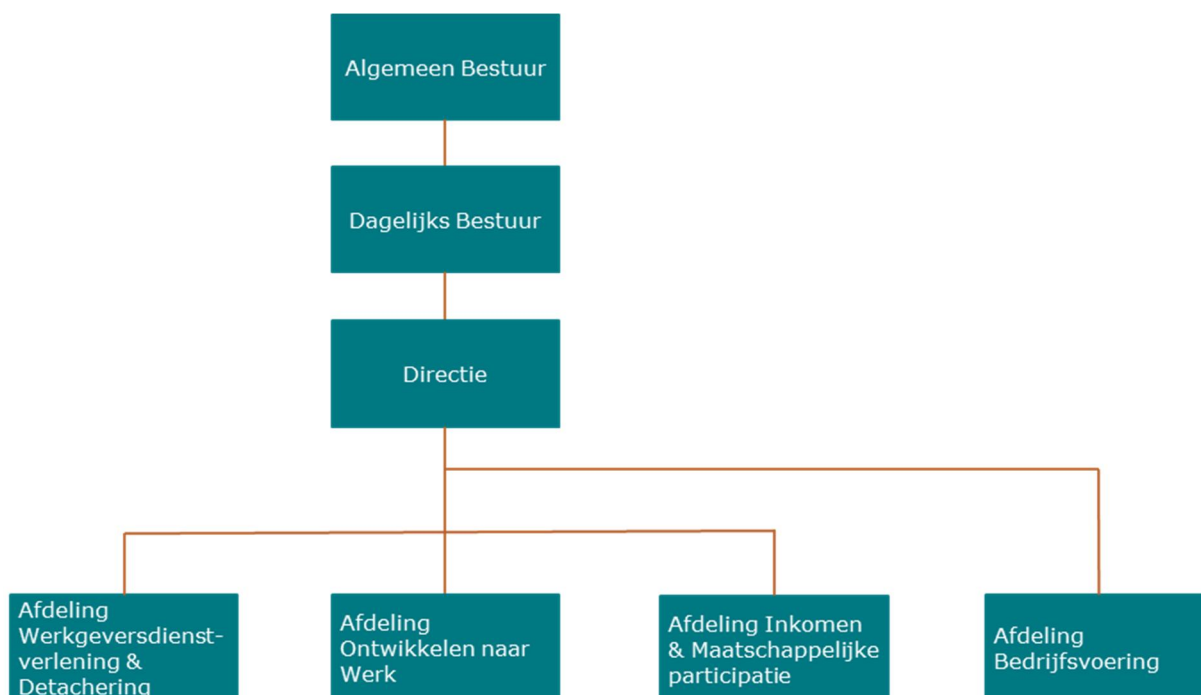 Algemeen Bestuur
Dagelijks Bestuur
Directie
Afdeling
Werkgeversdienst-
verlening &
Detachering
Afdeling
Ontwikkelen naar
Werk
Afdeling Inkomen
& Maatschappelijke
participatie
Afdeling
Bedrijfsvoering